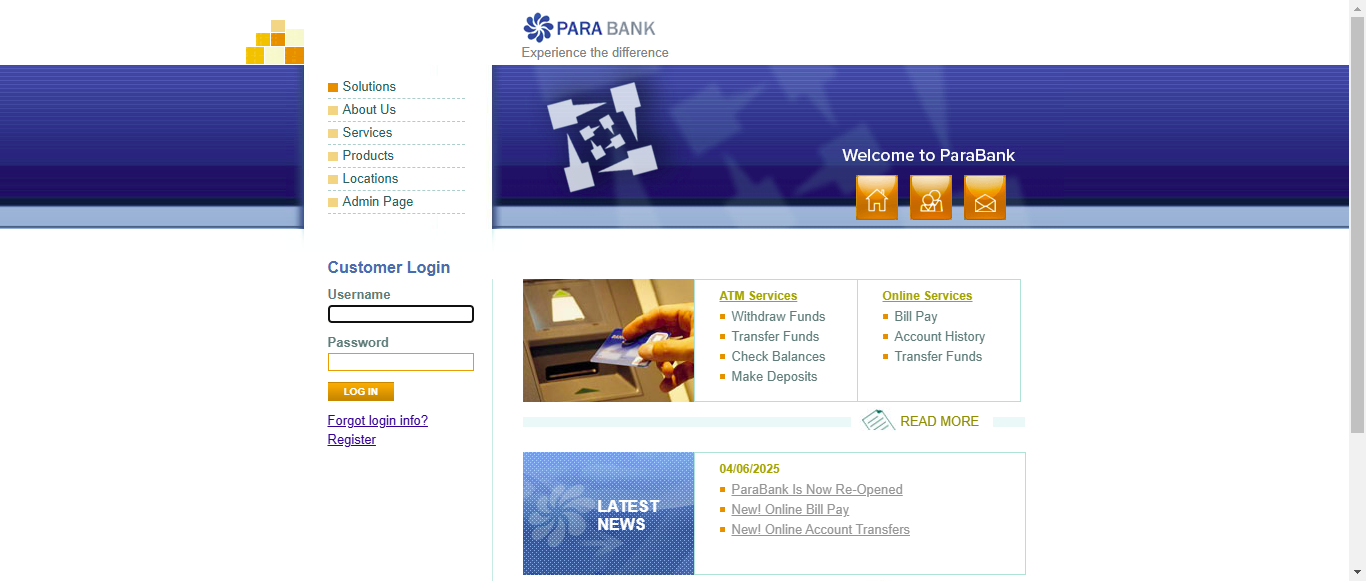 PARA BANK
Experience the difference
Solutions
About Us
Services
Products
Locations
Admin Page
Welcome to ParaBank
Customer Login
Username
Password
LOG IN
Forgot login info?
Register
ATM Services
Withdraw Funds
Transfer Funds
Check Balances
Make Deposits
Online Services
Bill Pay
Account History
Transfer Funds
READ MORE
LATEST
NEWS
04/06/2025
ParaBank Is Now Re-Opened
New! Online Bill Pay
New! Online Account Transfers